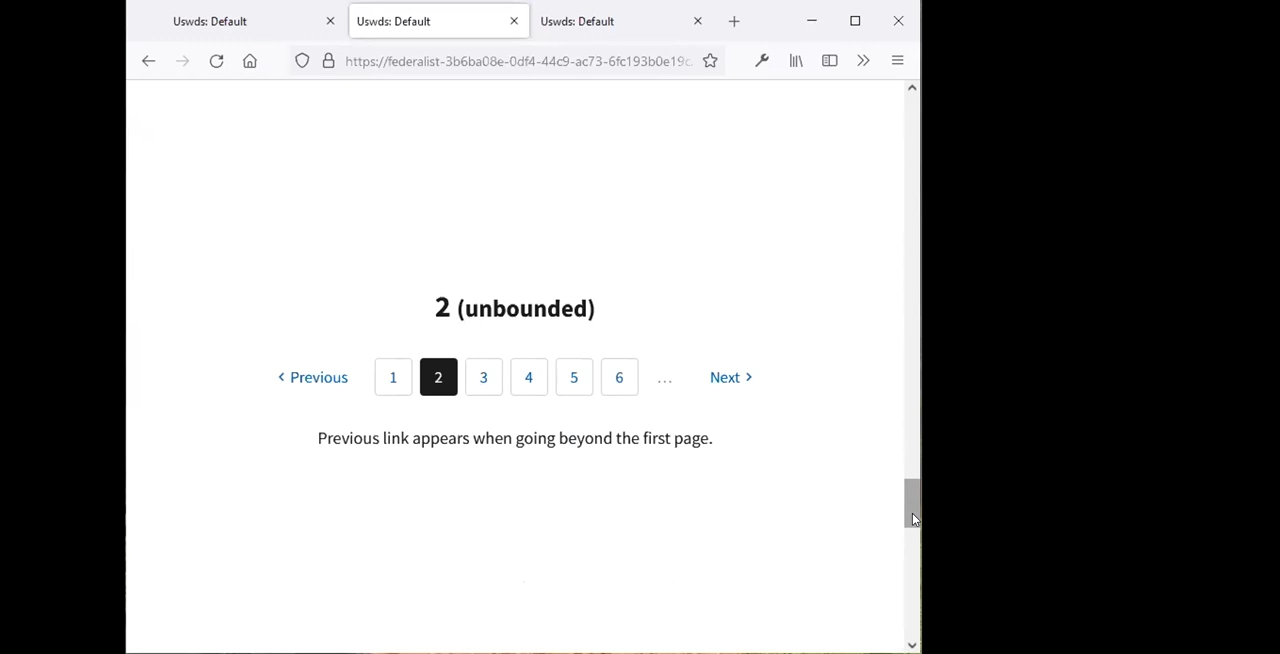 Uswds: Default
Uswds: Default
Uswds: Default
https://federalist-3b6ba08e-0df4-44c9-ac73-6fc193b0e19c.
2 (unbounded)
Previous 1 2 3 4 5 6 ... Next
Previous link appears when going beyond the first page.